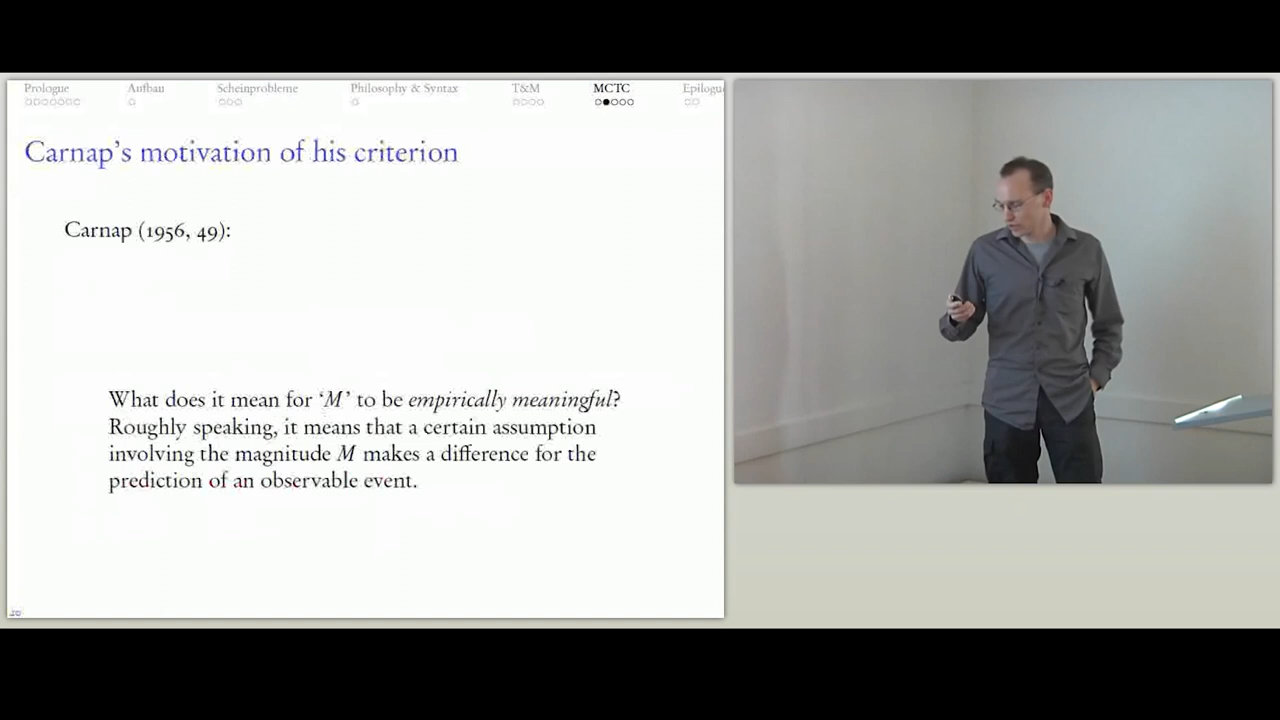 Prologue Aufbau Scheinprobleme Philosophy & Syntax T&M MCTC Epilogu
Carnap's motivation of his criterion
Carnap (1956, 49):
What does it mean for ‘M’ to be empirically meaningful?
Roughly speaking, it means that a certain assumption
involving the magnitude M makes a difference for the
prediction of an observable event.